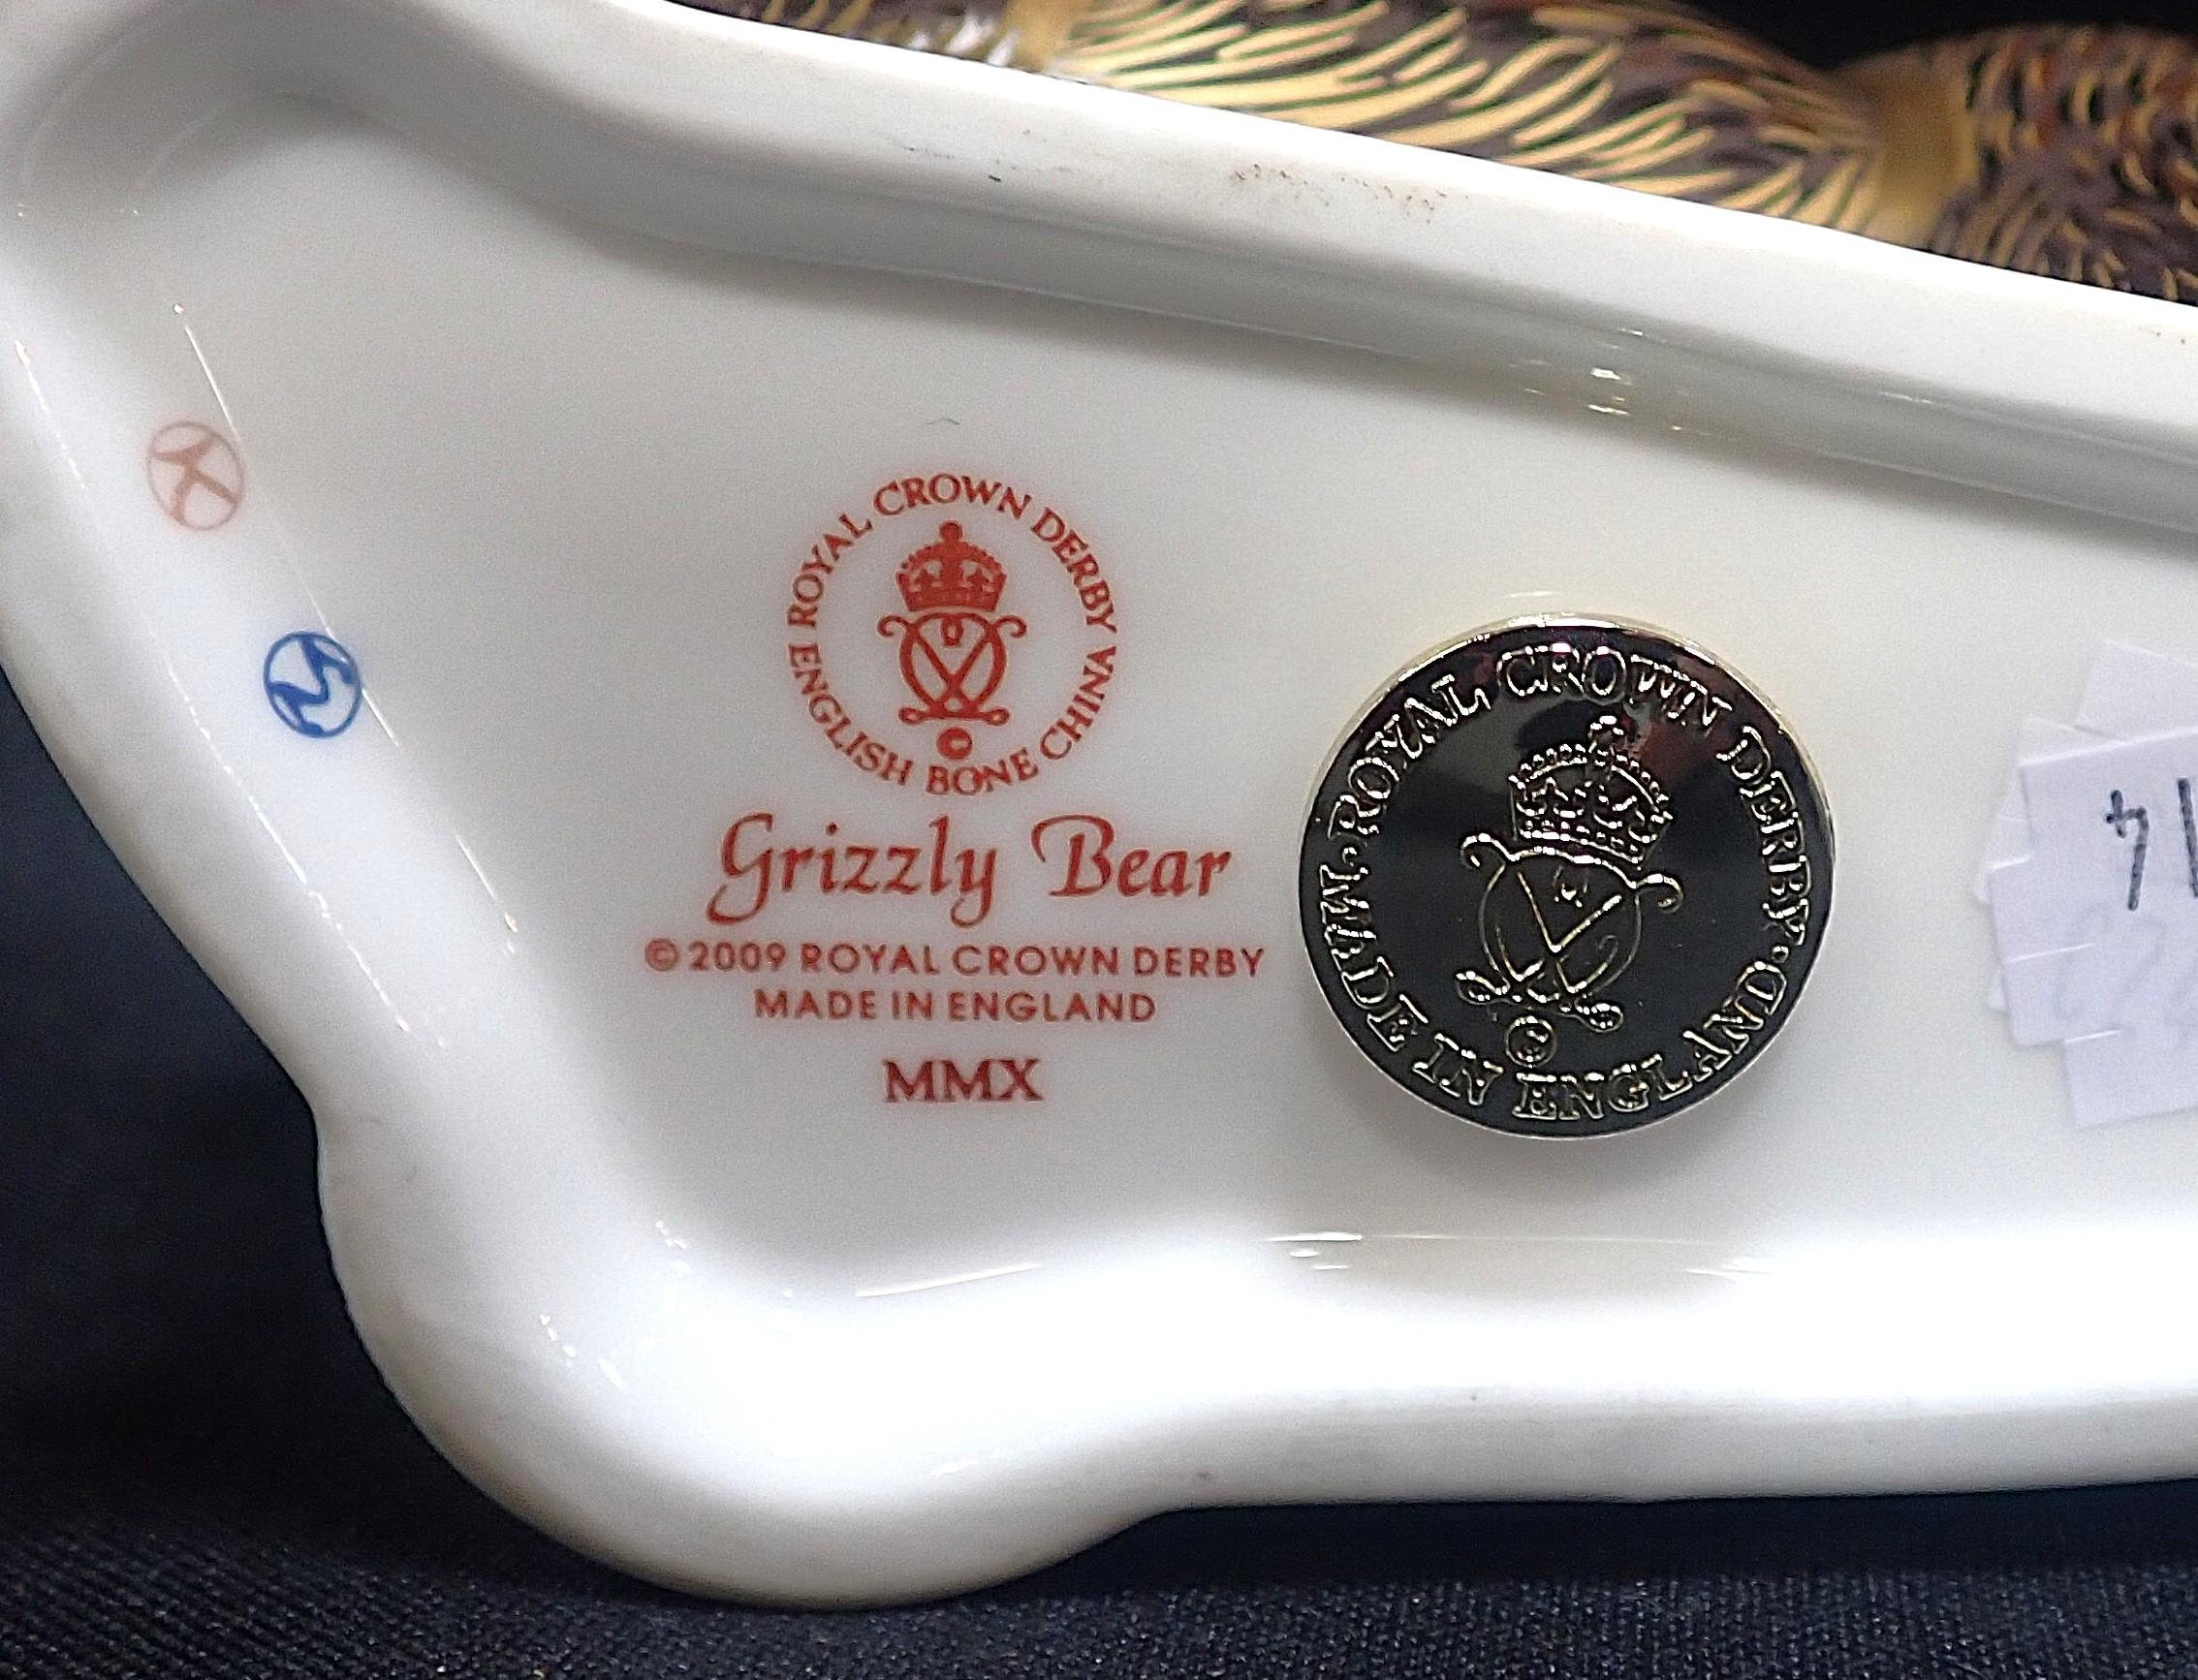 K
ROYAL CROWN DERBY
ENGLISH BONE CHINA
©
Grizzly Bear
© 2009 ROYAL CROWN DERBY
MADE IN ENGLAND
MMX
ROYAL CROWN DERBY
· MADE IN ENGLAND ·
©
14